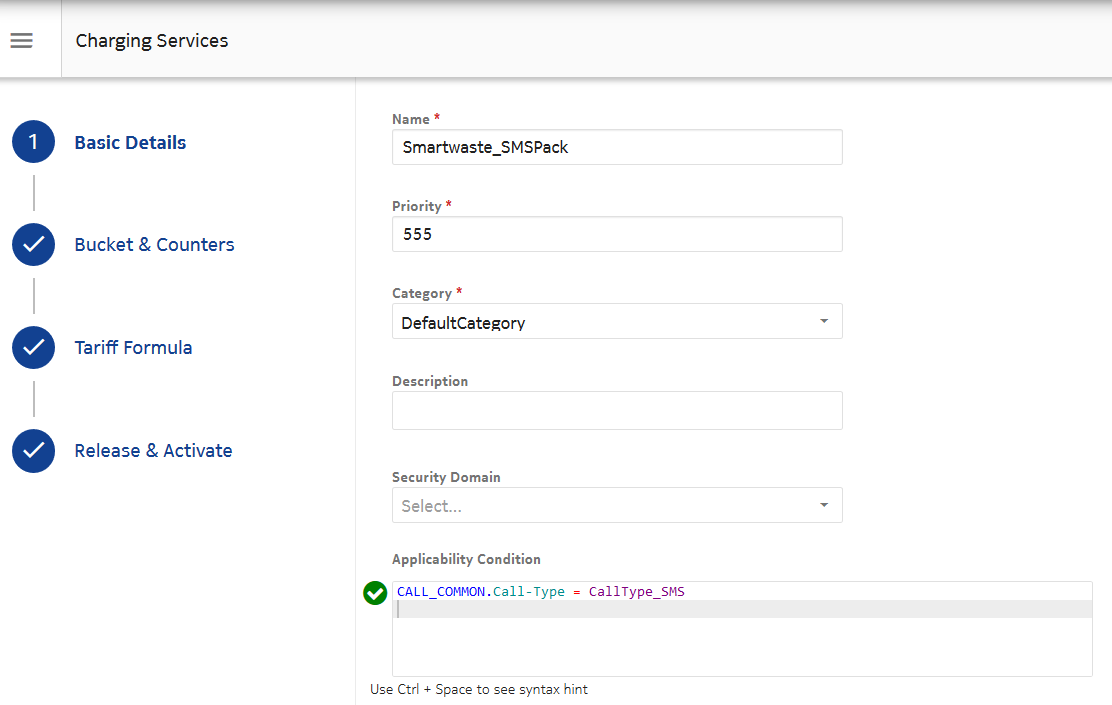 Charging Services
1 Basic Details
Bucket & Counters
Tariff Formula
Release & Activate
Name *
Smartwaste_SMSPack
Priority *
555
Category *
DefaultCategory
Description
Security Domain
Select...
Applicability Condition
CALL_COMMON.Call-Type = CallType_SMS
Use Ctrl + Space to see syntax hint